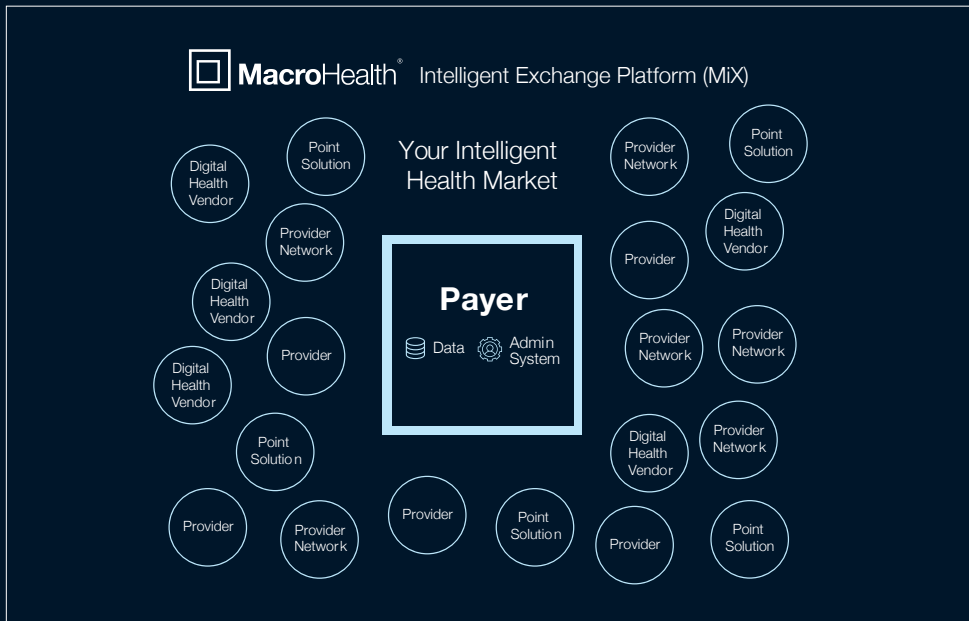 MacroHealth® Intelligent Exchange Platform (MiX)
Your Intelligent
Health Market
Digital
Health
Vendor
Point
Solution
Provider
Network
Digital
Health
Vendor
Provider
Digital
Health
Vendor
Point
Solution
Provider
Provider
Network
Payer
Data
Admin
System
Provider
Point
Solution
Provider
Network
Point
Solution
Digital
Health
Vendor
Provider
Provider
Network
Provider
Network
Provider
Network
Digital
Health
Vendor
Provider
Point
Solution